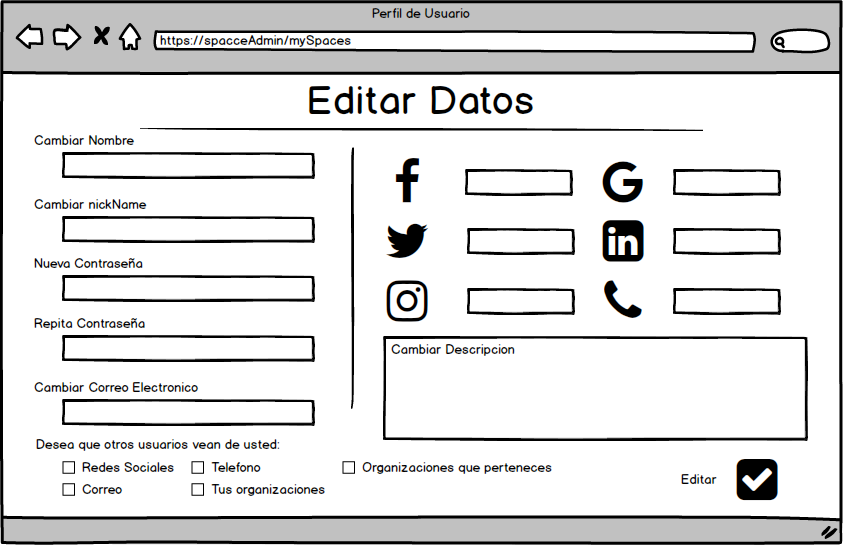 Perfil de Usuario
https://spacceAdmin/mySpaces
Editar Datos
Cambiar Nombre
Cambiar nickName
Nueva Contraseña
Repita Contraseña
Cambiar Correo Electronico
Cambiar Descripcion
Desea que otros usuarios vean de usted:
Redes Sociales
Telefono
Organizaciones que perteneces
Correo
Tus organizaciones
Editar